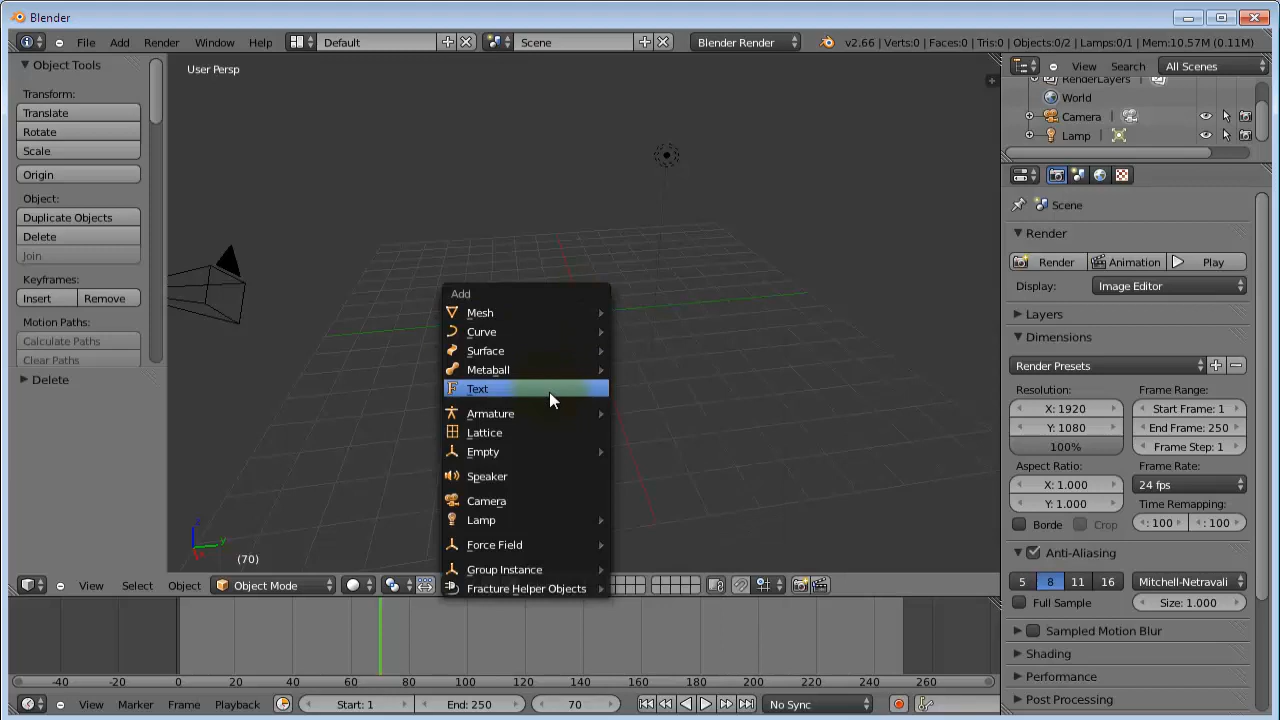 Blender
File Add Render Window Help Default Scene Blender Render v2.66 | Verts:0 | Faces:0 | Tris:0 | Objects:0/2 | Lamps:0/1 | Mem:10.57M (0.11M)
Object Tools
Transform:
Translate
Rotate
Scale
Origin
Object:
Duplicate Objects
Delete
Join
Keyframes:
Insert Remove
Motion Paths:
Calculate Paths
Clear Paths
Delete
User Persp
Add
Mesh
Curve
Surface
Metaball
Text
Armature
Lattice
Empty
Speaker
Camera
Lamp
Force Field
Group Instance
Fracture Helper Objects
z
y
x
(70)
View Select Object Object Mode
-40 -20 0 20 40 60 80 100 120 140 160 180 200 220 240 260
View Marker Frame Playback Start: 1 End: 250 70 No Sync
View Search All Scenes
RenderLayers |
World
Camera |
Lamp |
Scene
Render
Render Animation Play
Display: Image Editor
Layers
Dimensions
Render Presets
Resolution: Frame Range:
X: 1920 Start Frame: 1
Y: 1080 End Frame: 250
100% Frame Step: 1
Aspect Ratio: Frame Rate:
X: 1.000 24 fps
Y: 1.000 Time Remapping:
Borde Crop : 100 : 100
Anti-Aliasing
5 8 11 16 Mitchell-Netravali
Full Sample Size: 1.000
Sampled Motion Blur
Shading
Performance
Post Processing